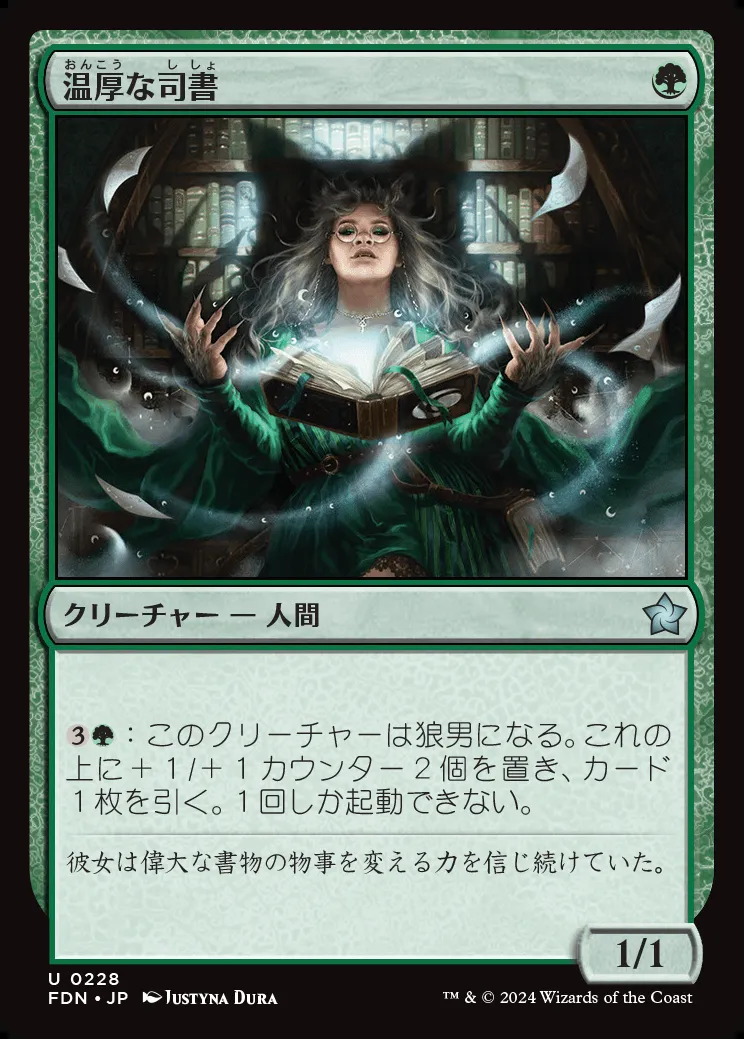 おんこう ししょ
温厚な司書
クリーチャー — 人間
3：このクリーチャーは狼男になる。これの
上に＋１/＋１カウンター２個を置き、カード
１枚を引く。１回しか起動できない。
彼女は偉大な書物の物事を変える力を信じ続けていた。
1/1
U 0228
FDN • JP Justyna Dura
™ & © 2024 Wizards of the Coast